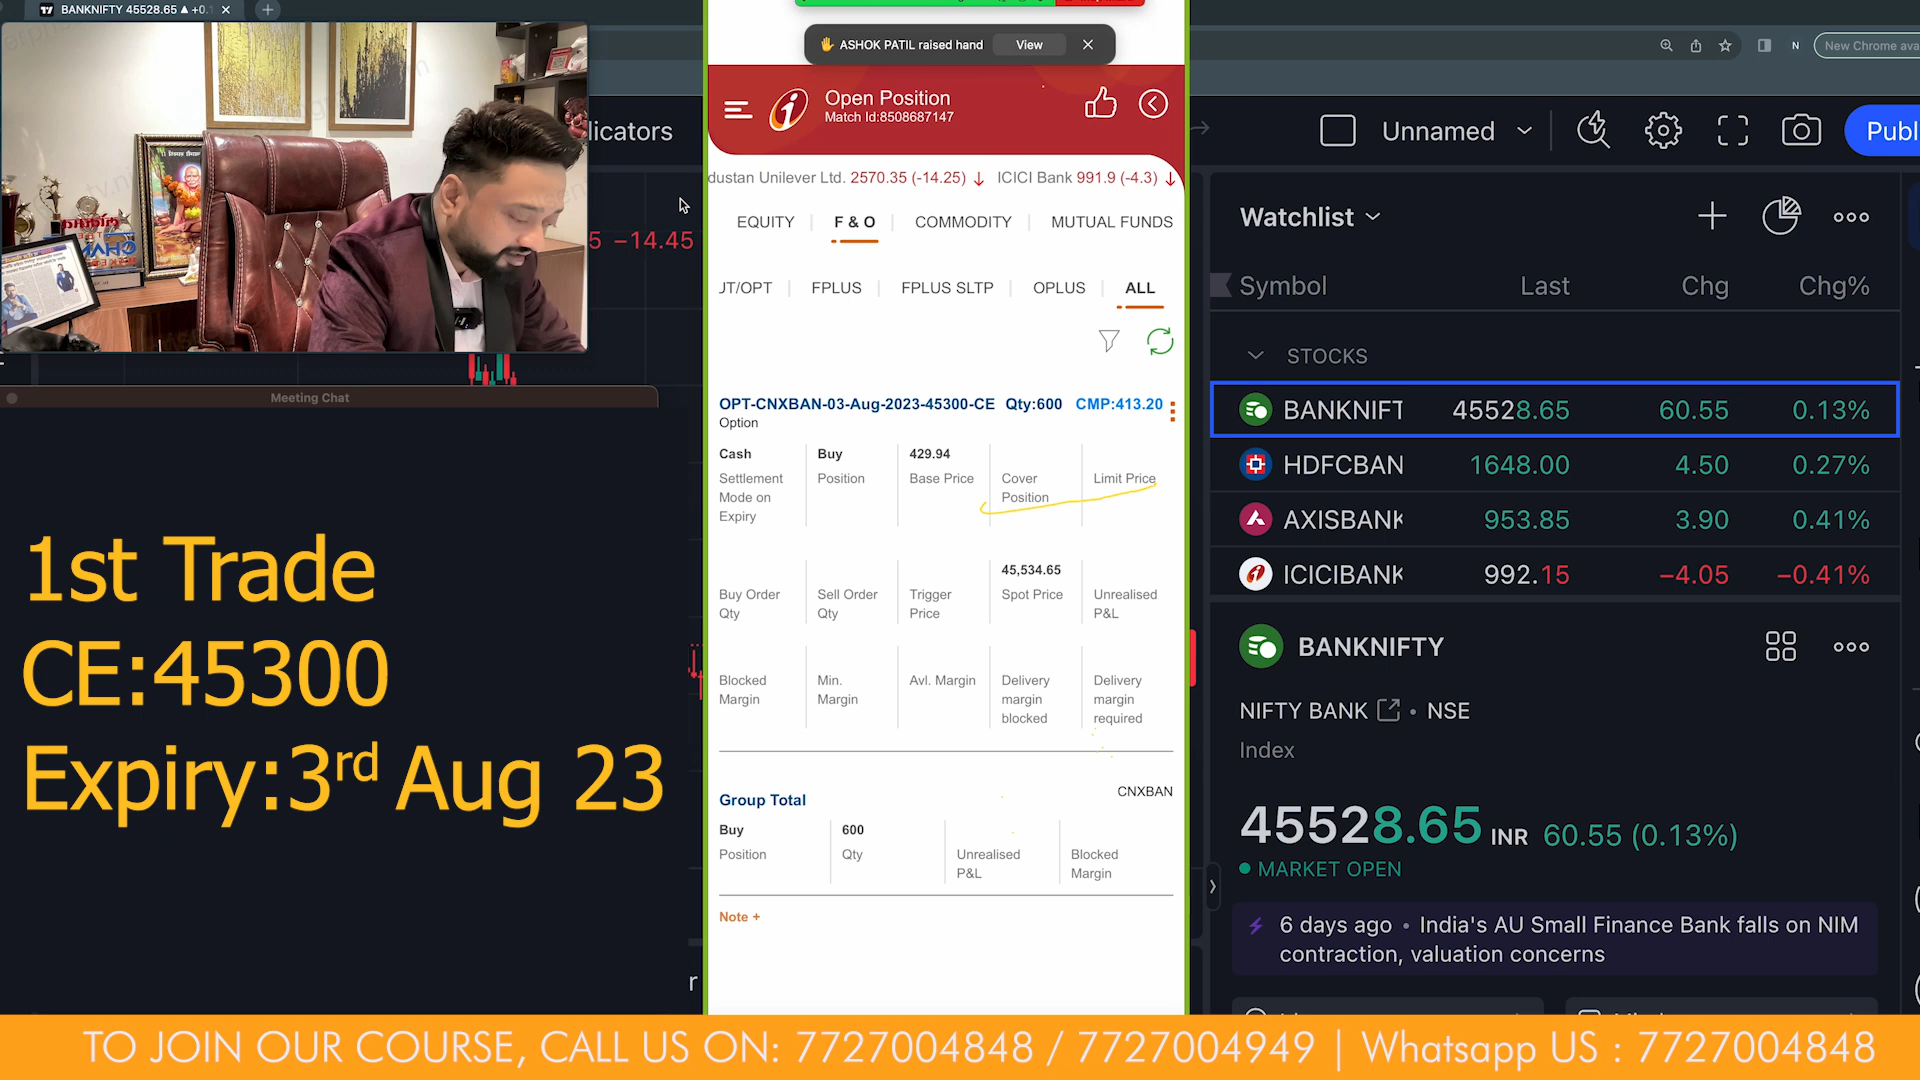 BANKNIFTY 45528.65 ▲ +0.
New Chrome ava
ASHOK PATIL raised hand
View
Open Position
Match Id:8508687147
licators
Unnamed
Publ
dustan Unilever Ltd. 2570.35 (-14.25) ↓ ICICI Bank 991.9 (-4.3) ↓
EQUITY F & O COMMODITY MUTUAL FUNDS
5 −14.45
JT/OPT FPLUS FPLUS SLTP OPLUS ALL
Watchlist
Symbol Last Chg Chg%
STOCKS
BANKNIFT 45528.65 60.55 0.13%
HDFCBAN 1648.00 4.50 0.27%
AXISBANK 953.85 3.90 0.41%
ICICIBANK 992.15 −4.05 −0.41%
Meeting Chat
OPT-CNXBAN-03-Aug-2023-45300-CE Qty:600 CMP:413.20
Option
Cash Buy 429.94
Settlement Mode on Expiry Position Base Price Cover Position Limit Price
45,534.65
Buy Order Qty Sell Order Qty Trigger Price Spot Price Unrealised P&L
Blocked Margin Min. Margin Avl. Margin Delivery margin blocked Delivery margin required
CNXBAN
Group Total
Buy 600
Position Qty Unrealised P&L Blocked Margin
Note +
1st Trade
CE:45300
Expiry:3rd Aug 23
BANKNIFTY
NIFTY BANK • NSE
Index
45528.65 INR 60.55 (0.13%)
MARKET OPEN
6 days ago • India's AU Small Finance Bank falls on NIM
contraction, valuation concerns
TO JOIN OUR COURSE, CALL US ON: 7727004848 / 7727004949 | Whatsapp US : 7727004848